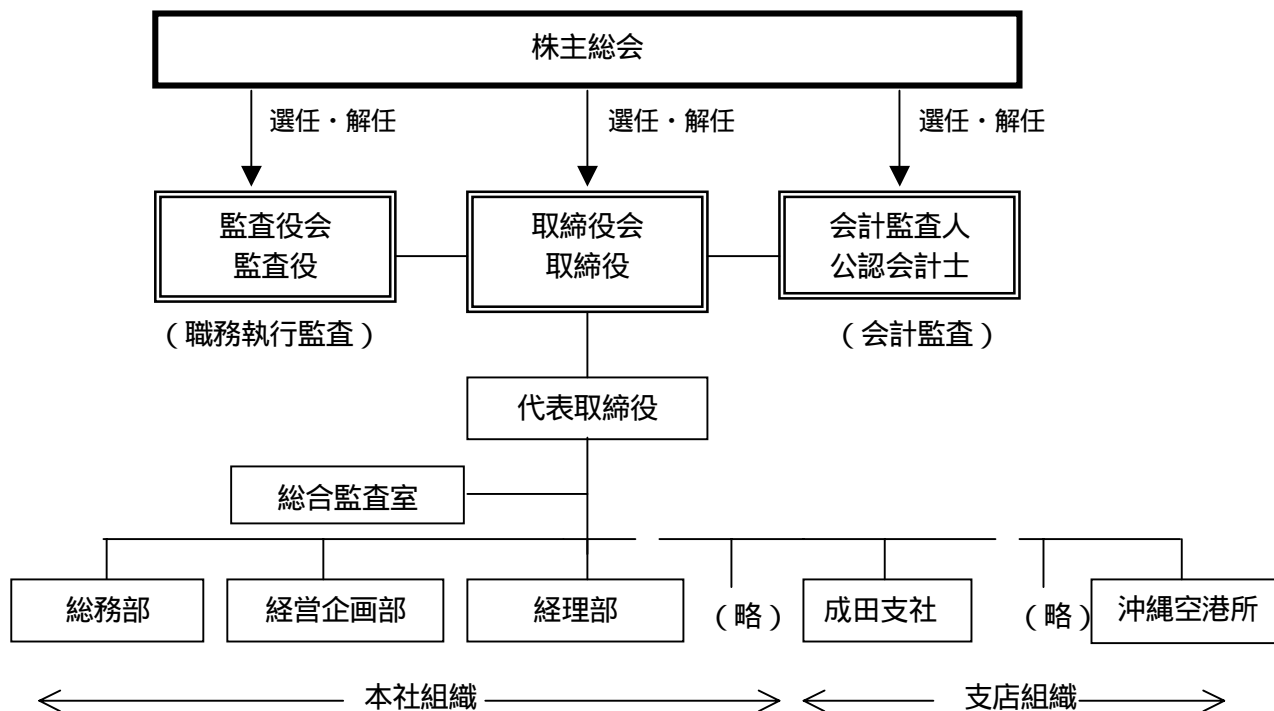 株主総会
選任・解任
選任・解任
選任・解任
監査役会
監査役
取締役会
取締役
会計監査人
公認会計士
（職務執行監査）
（会計監査）
代表取締役
総合監査室
総務部
経営企画部
経理部
（略）
成田支社
（略）
沖縄空港所
本社組織
支店組織